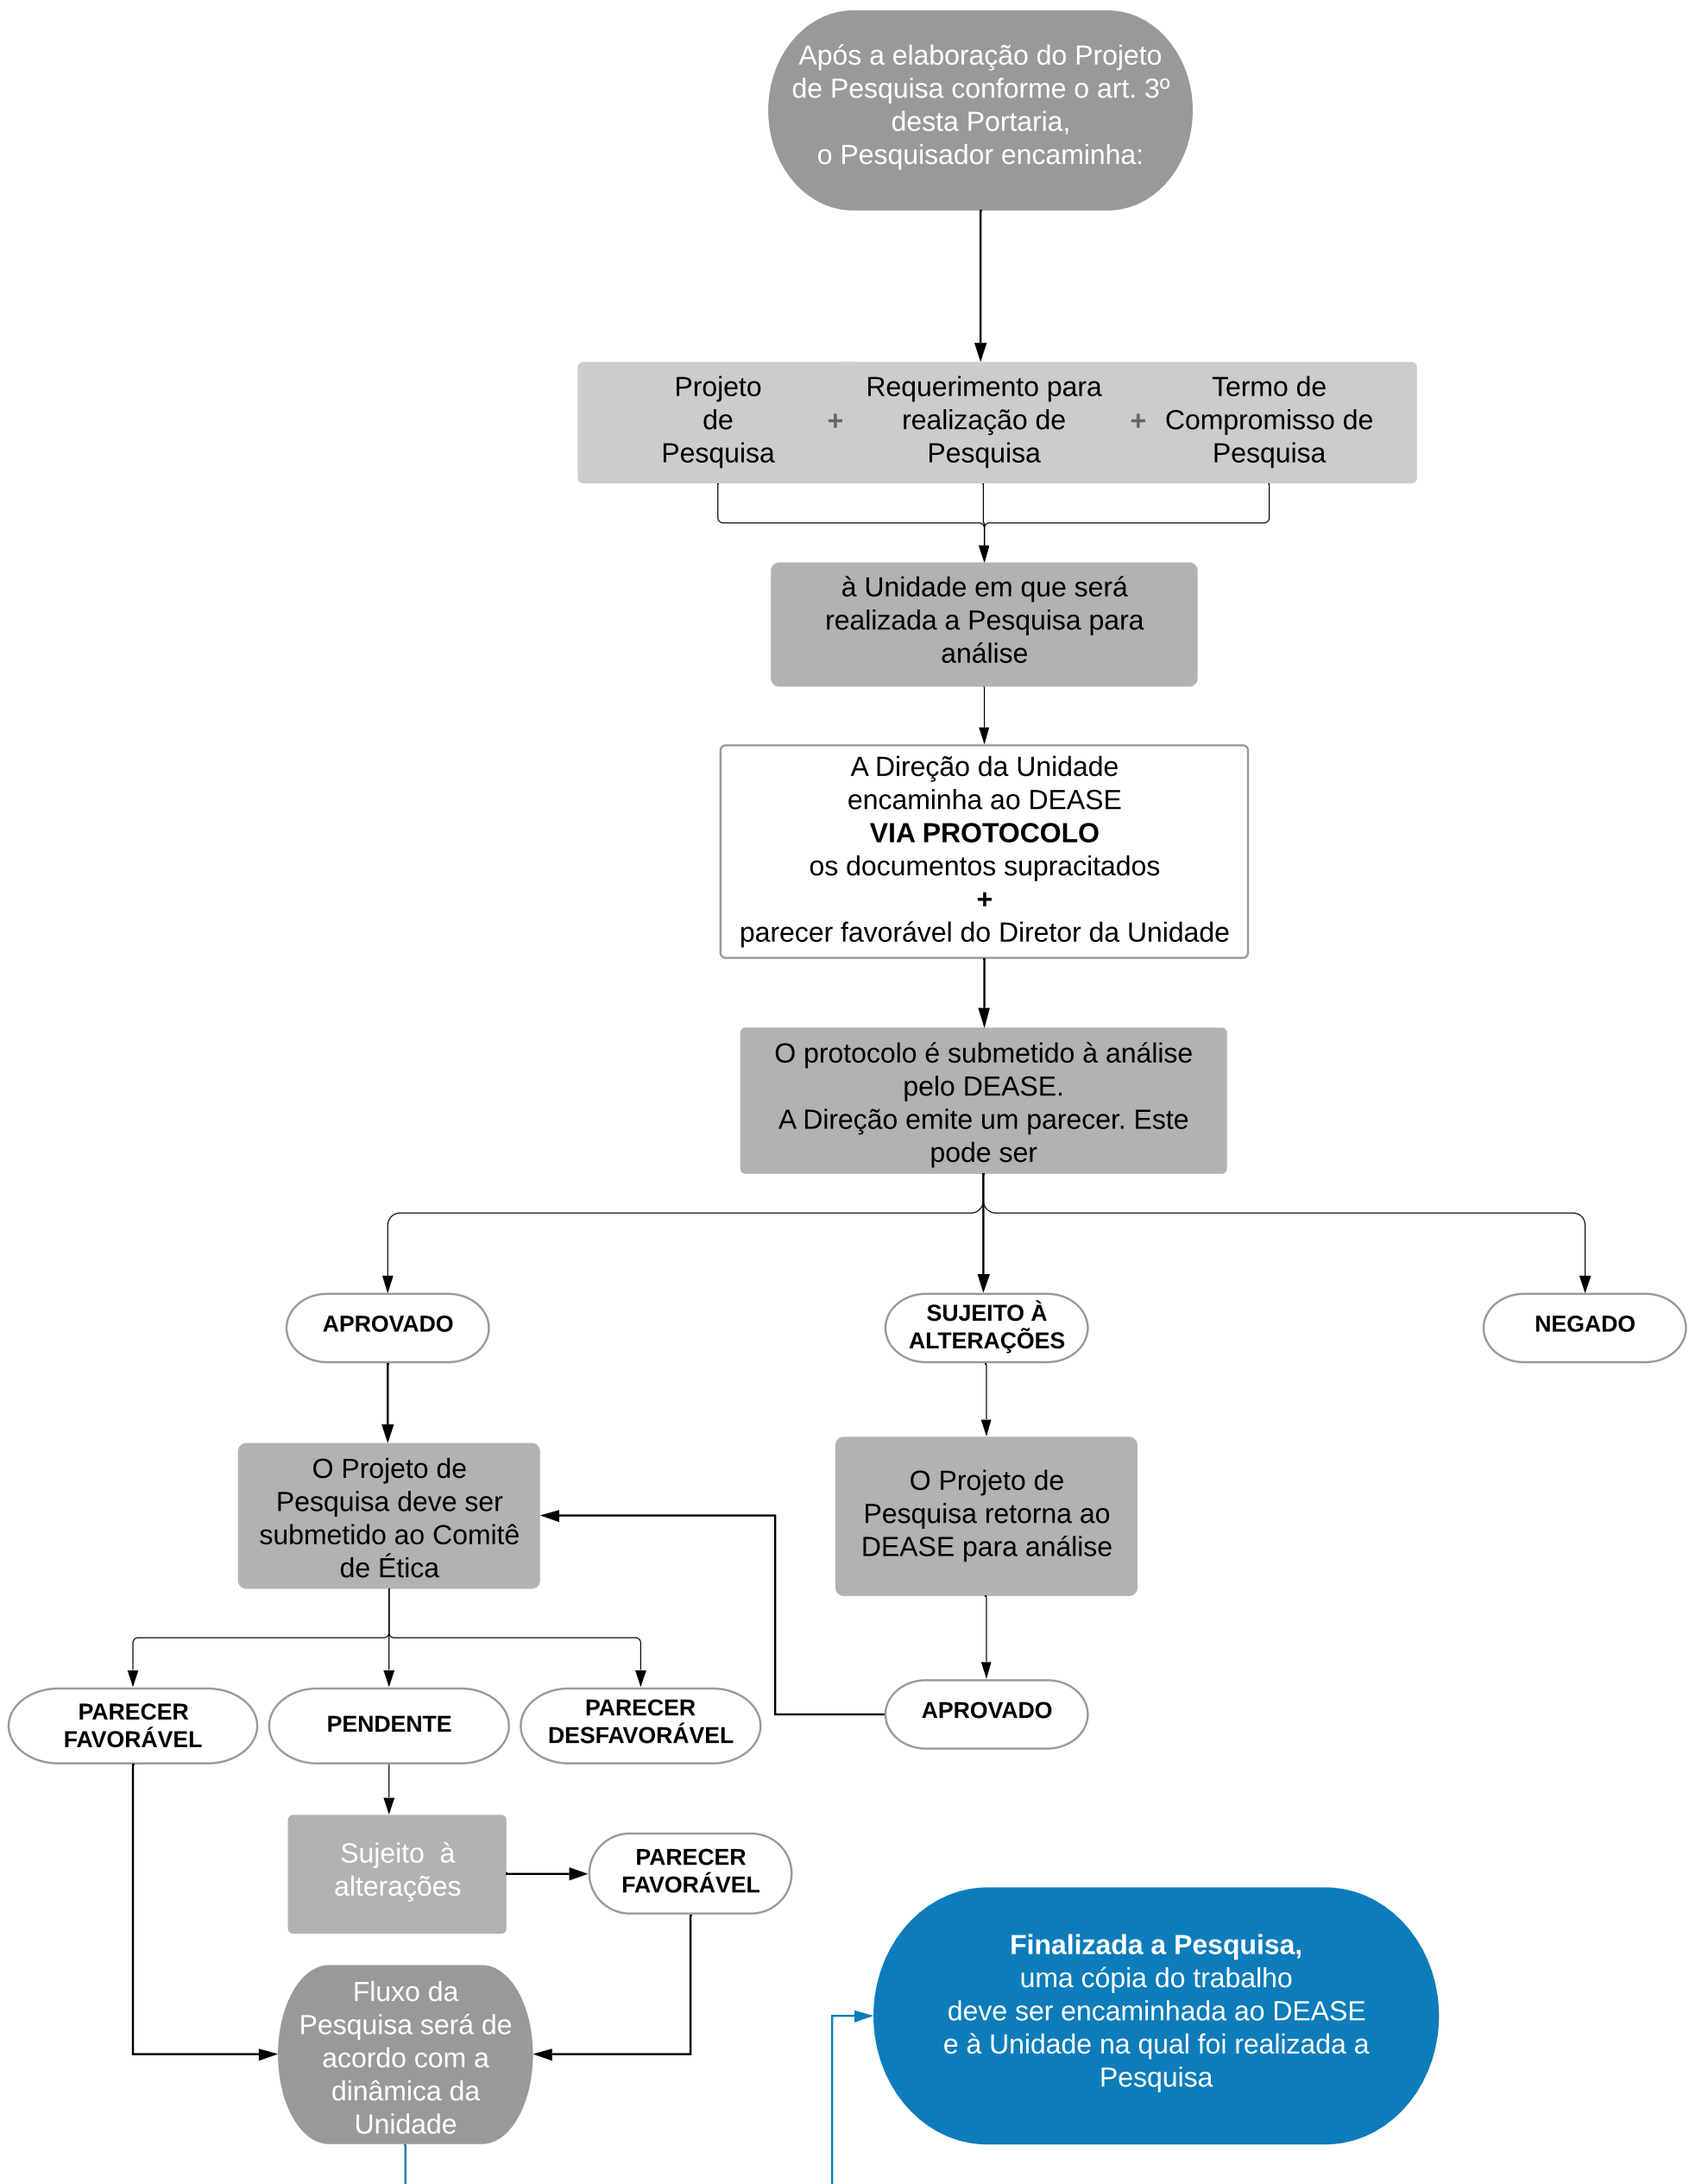 Após a elaboração do Projeto
de Pesquisa conforme o art. 3º
desta Portaria,
o Pesquisador encaminha:
Projeto
de
Pesquisa
+
Requerimento para
realização de
Pesquisa
+
Termo de
Compromisso de
Pesquisa
à Unidade em que será
realizada a Pesquisa para
análise
A Direção da Unidade
encaminha ao DEASE
VIA PROTOCOLO
os documentos supracitados
+
parecer favorável do Diretor da Unidade
O protocolo é submetido à análise
pelo DEASE.
A Direção emite um parecer. Este
pode ser
APROVADO
SUJEITO À
ALTERAÇÕES
NEGADO
O Projeto de
Pesquisa deve ser
submetido ao Comitê
de Ética
O Projeto de
Pesquisa retorna ao
DEASE para análise
PARECER
FAVORÁVEL
PENDENTE
PARECER
DESFAVORÁVEL
APROVADO
Sujeito  à
alterações
PARECER
FAVORÁVEL
Fluxo da
Pesquisa será de
acordo com a
dinâmica da
Unidade
Finalizada a Pesquisa,
uma cópia do trabalho
deve ser encaminhada ao DEASE
e à Unidade na qual foi realizada a
Pesquisa